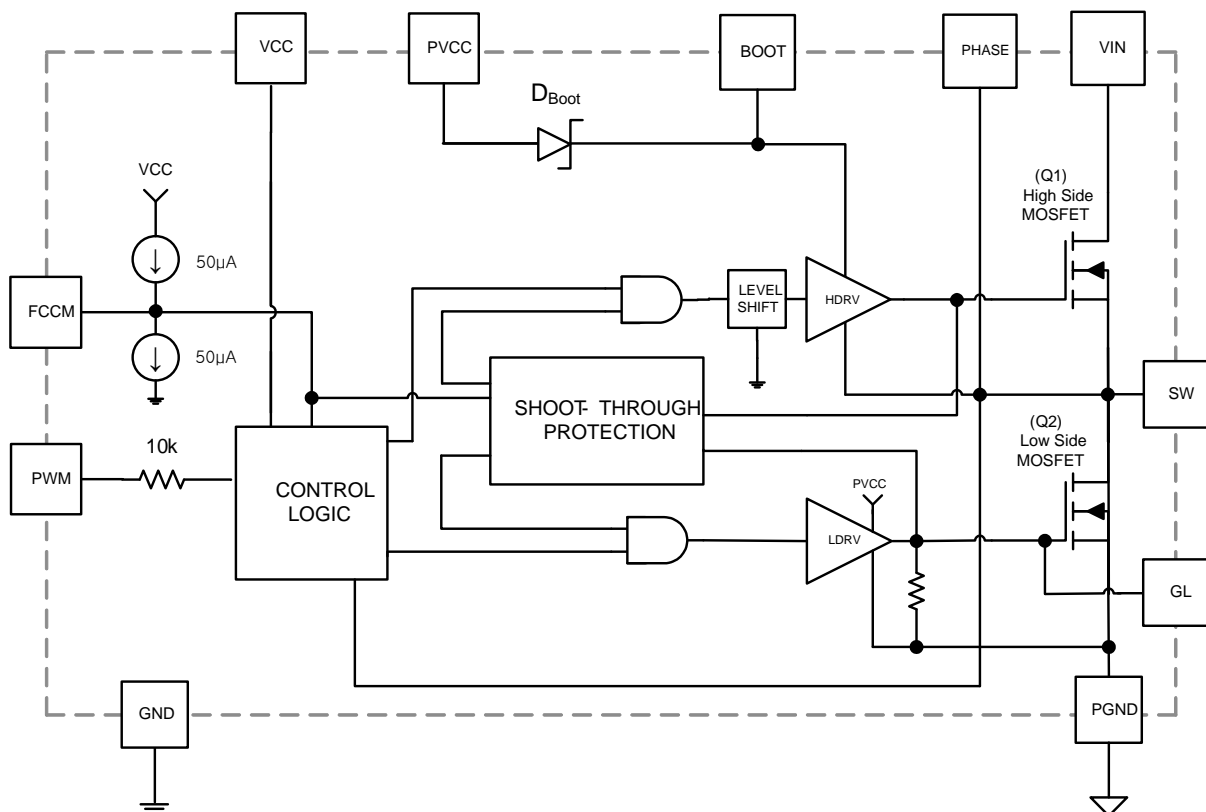 VCC
PVCC
BOOT
PHASE
VIN
DBoot
VCC
(Q1)
High Side
MOSFET
50µA
FCCM
LEVEL
SHIFT
HDRV
50µA
SHOOT- THROUGH
PROTECTION
SW
10k
(Q2)
Low Side
MOSFET
PWM
CONTROL
LOGIC
PVCC
LDRV
GL
GND
PGND